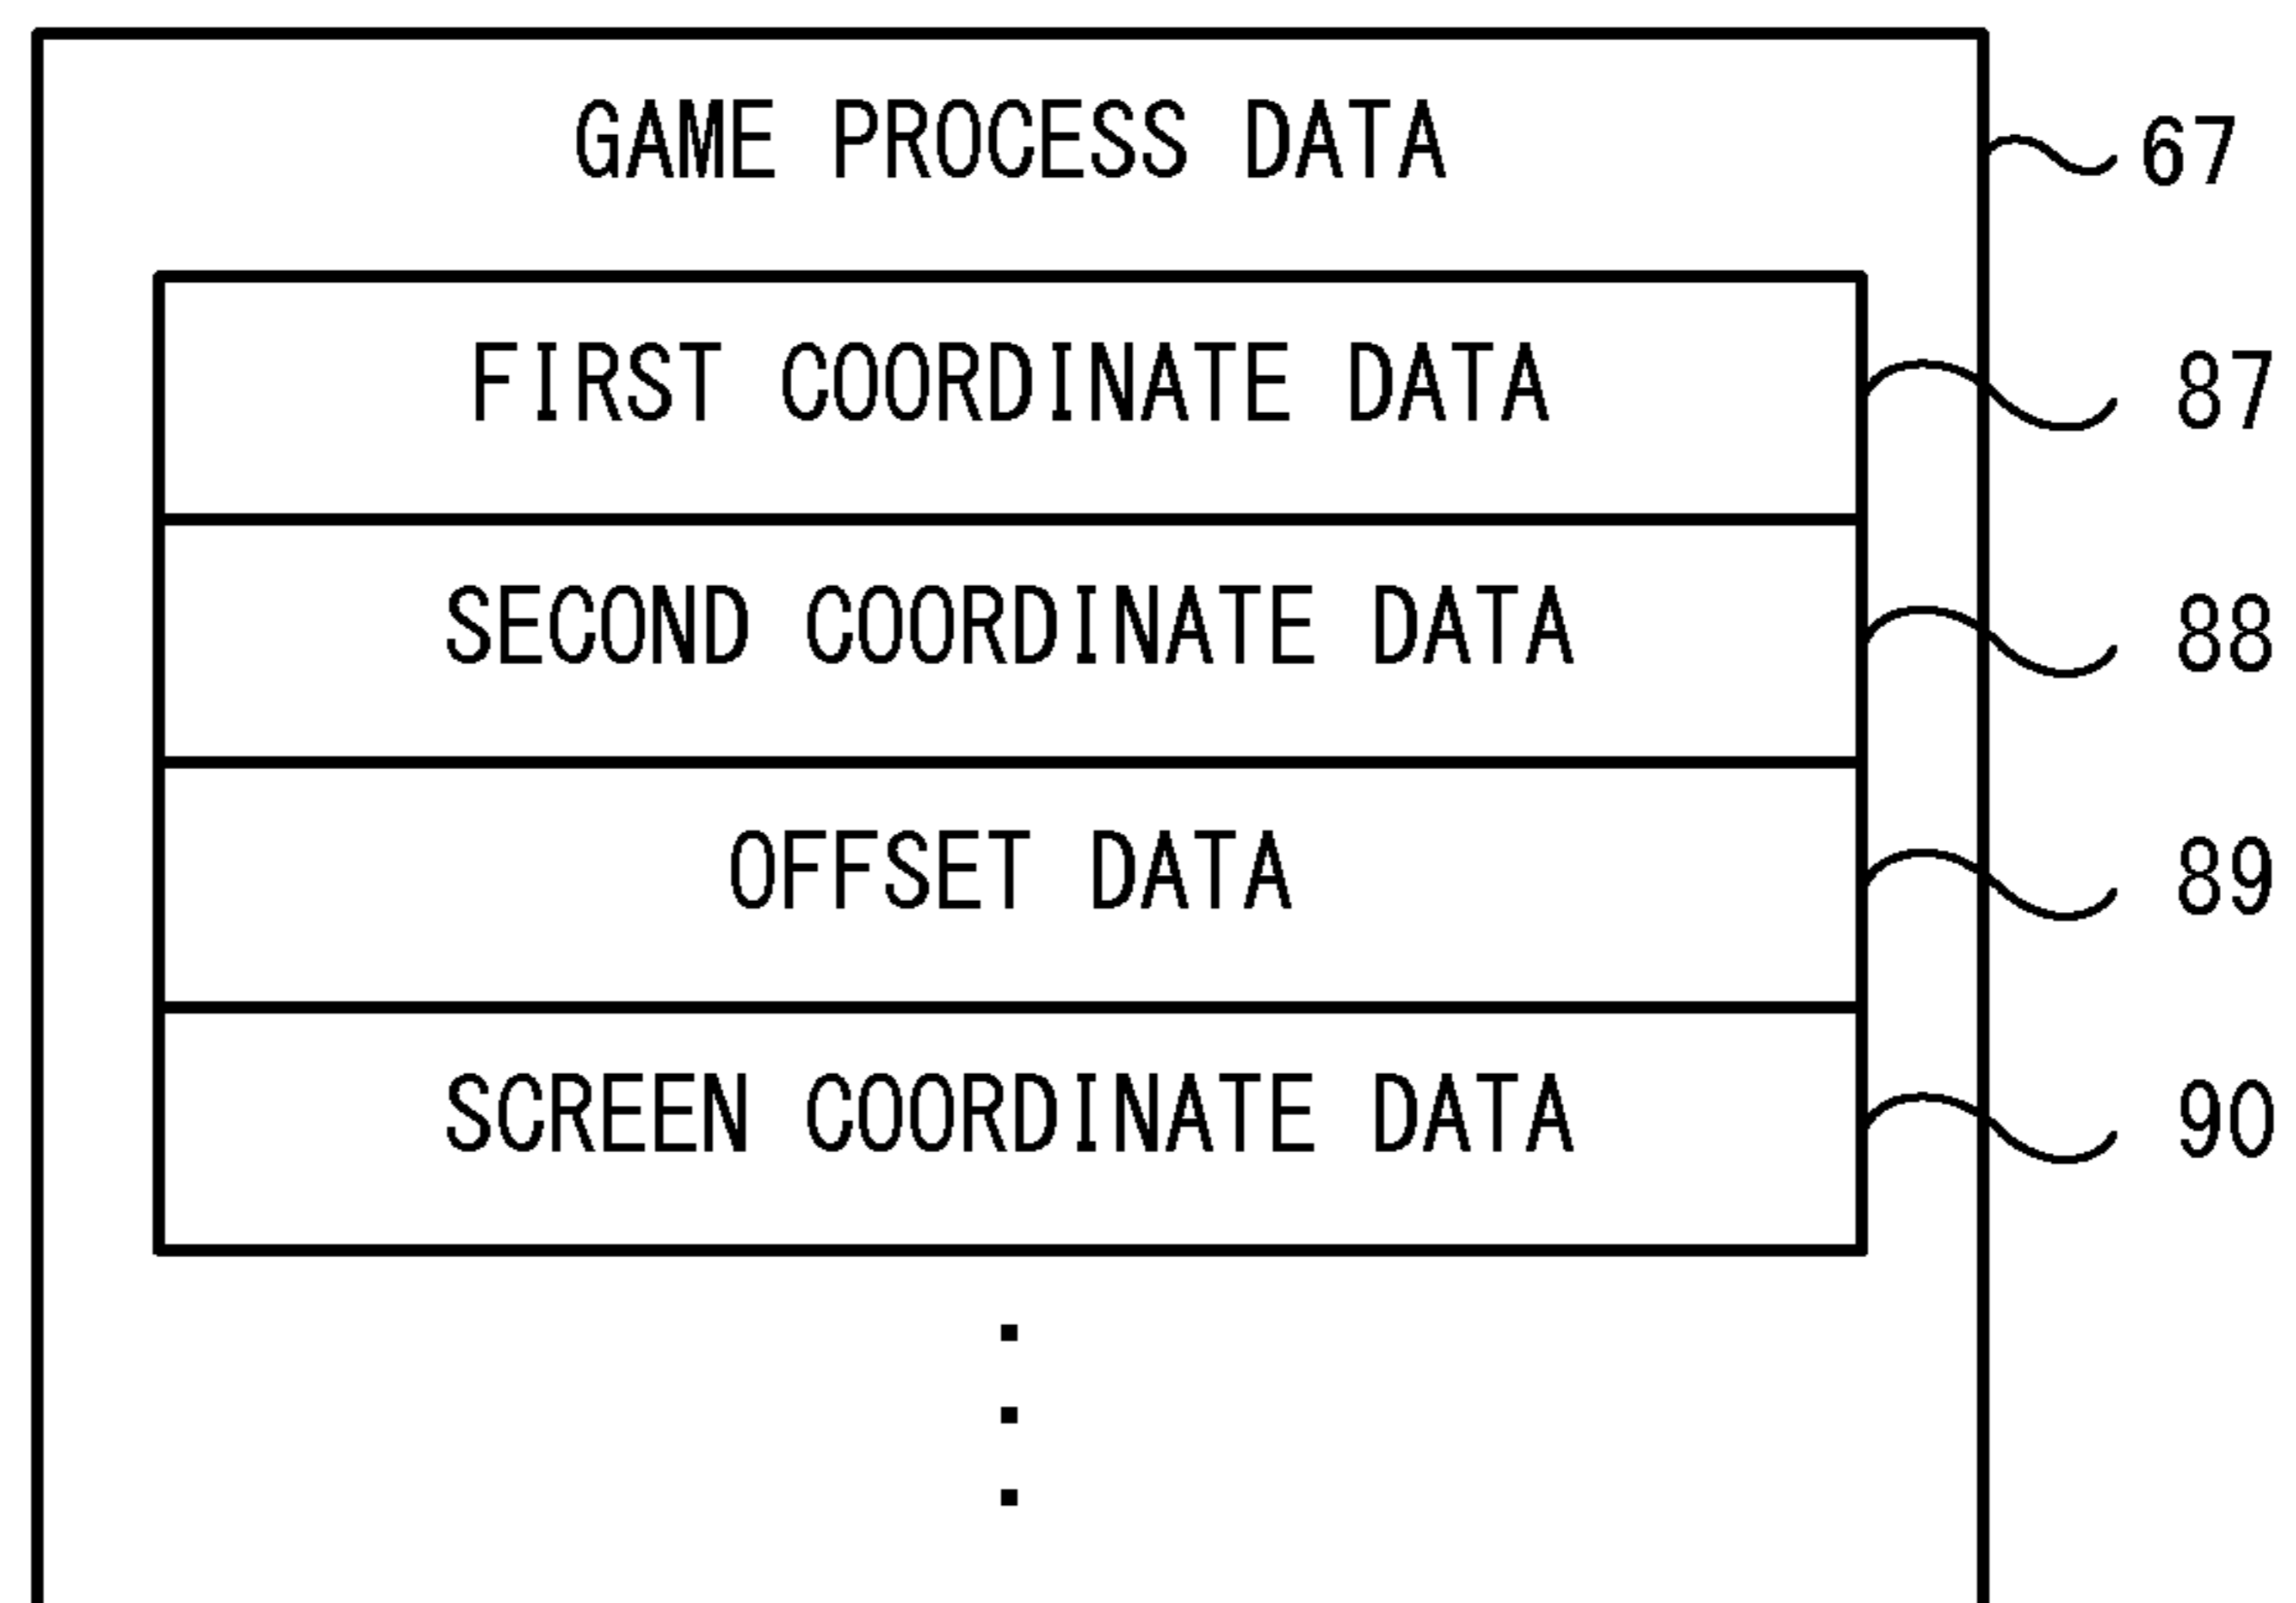 GAME PROCESS DATA 67
FIRST COORDINATE DATA 87
SECOND COORDINATE DATA 88
OFFSET DATA 89
SCREEN COORDINATE DATA 90